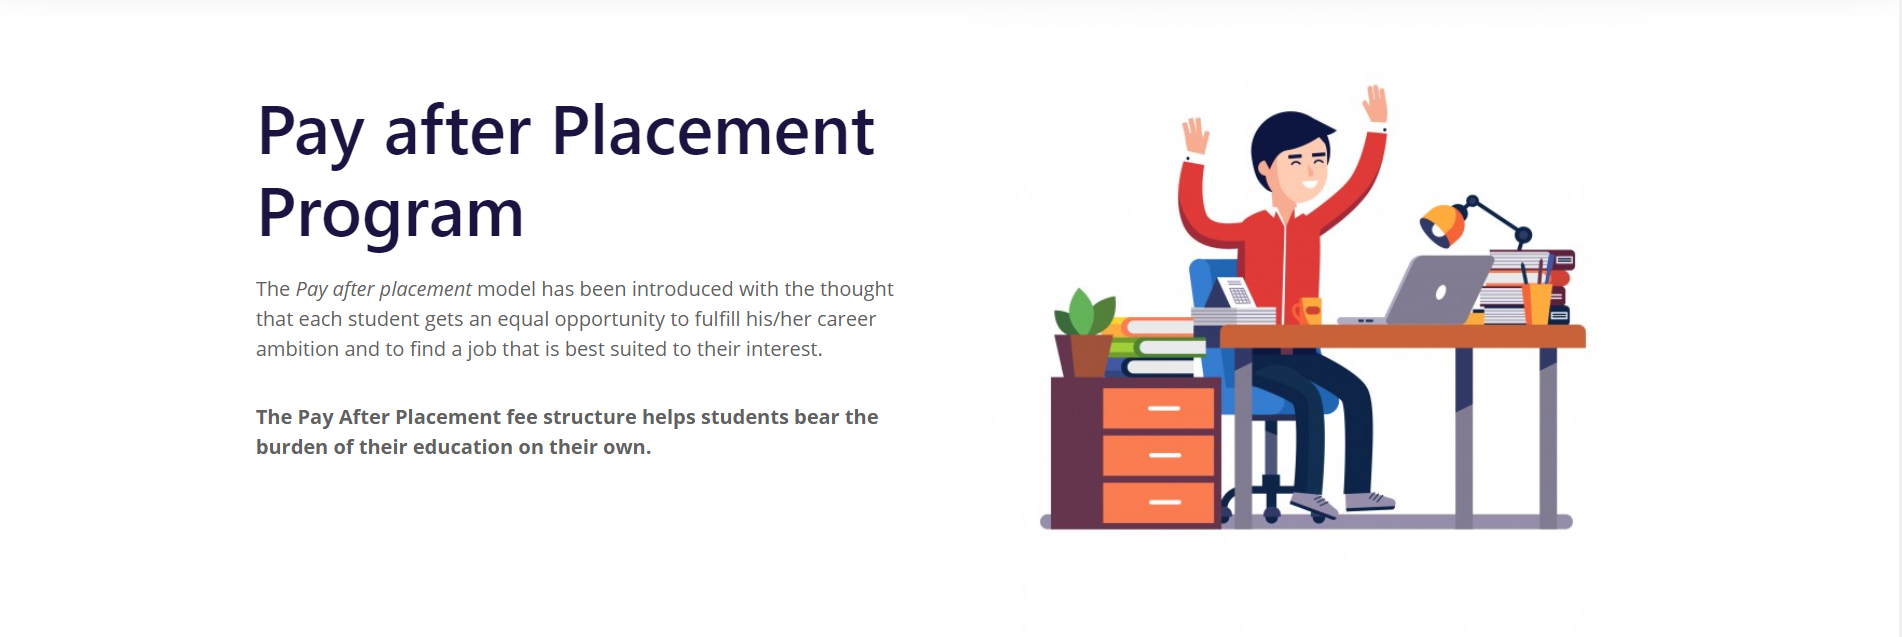 Pay after Placement
Program
The Pay after placement model has been introduced with the thought
that each student gets an equal opportunity to fulfill his/her career
ambition and to find a job that is best suited to their interest.
The Pay After Placement fee structure helps students bear the
burden of their education on their own.